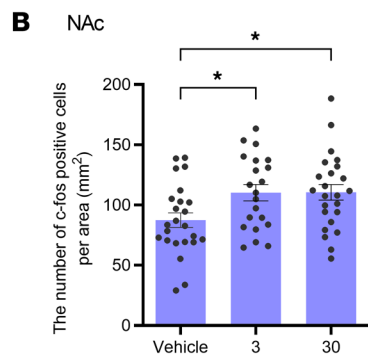 B NAc
*
*
The number of c-fos positive cells
per area (mm²)
200
150
100
50
0
Vehicle 3 30